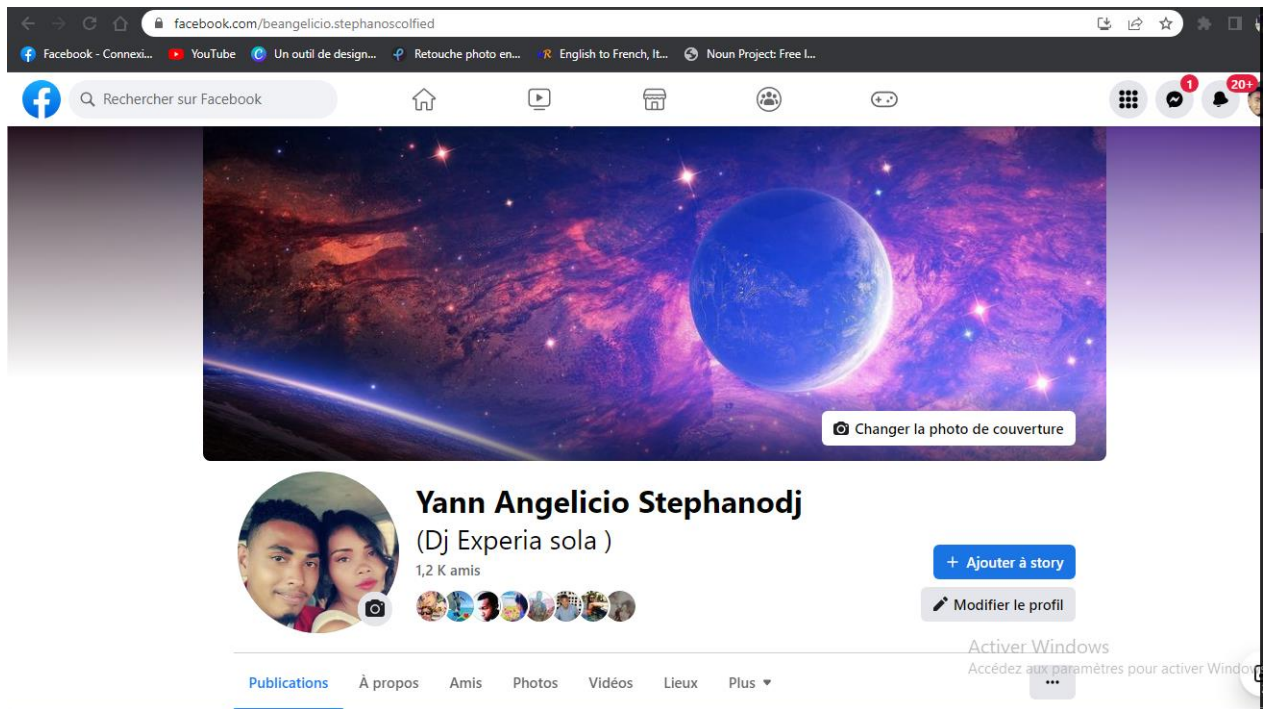 facebook.com/beangelicio.stephanoscolfied
Facebook - Connexi... YouTube Un outil de design... Retouche photo en... English to French, It... Noun Project: Free I...
Rechercher sur Facebook
1
20+
Changer la photo de couverture
Yann Angelicio Stephanodj
(Dj Experia sola )
1,2 K amis
+ Ajouter à story
Modifier le profil
Activer Windows
Accédez aux paramètres pour activer Windows
Publications À propos Amis Photos Vidéos Lieux Plus
...